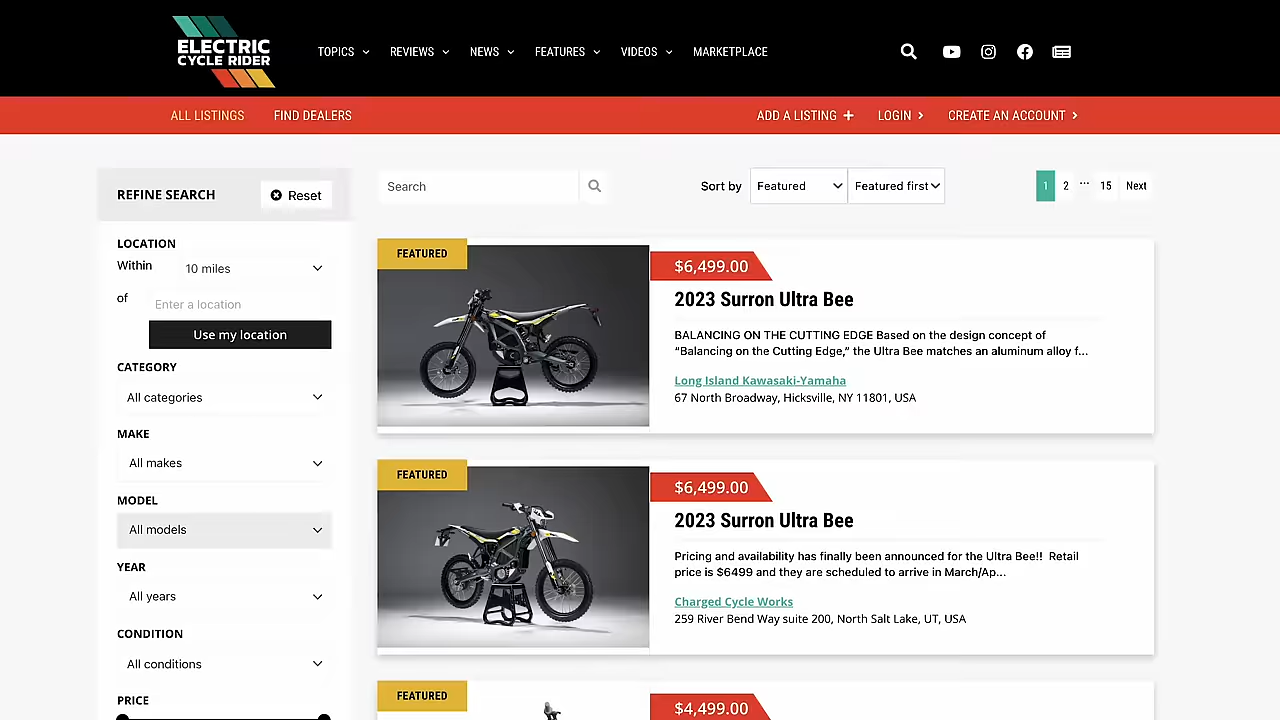 ELECTRIC
CYCLE RIDER
TOPICS REVIEWS NEWS FEATURES VIDEOS MARKETPLACE
ALL LISTINGS FIND DEALERS ADD A LISTING LOGIN CREATE AN ACCOUNT
REFINE SEARCH Reset
LOCATION
Within 10 miles
of Enter a location
Use my location
CATEGORY
All categories
MAKE
All makes
MODEL
All models
YEAR
All years
CONDITION
All conditions
PRICE
Search Sort by Featured Featured first 1 2 ... 15 Next
FEATURED
$6,499.00
2023 Surron Ultra Bee
BALANCING ON THE CUTTING EDGE Based on the design concept of
“Balancing on the Cutting Edge,” the Ultra Bee matches an aluminum alloy f...
Long Island Kawasaki-Yamaha
67 North Broadway, Hicksville, NY 11801, USA
FEATURED
$6,499.00
2023 Surron Ultra Bee
Pricing and availability has finally been announced for the Ultra Bee!! Retail
price is $6499 and they are scheduled to arrive in March/Ap...
Charged Cycle Works
259 River Bend Way suite 200, North Salt Lake, UT, USA
FEATURED
$4,499.00